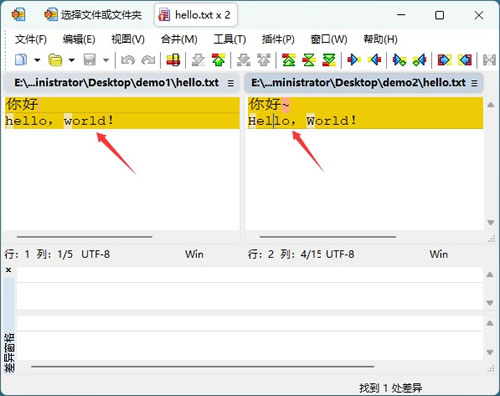 选择文件或文件夹
hello.txt x 2
文件(F) 编辑(E) 视图(V) 合并(M) 工具(T) 插件(P) 窗口(W) 帮助(H)
E:\...inistrator\Desktop\demo1\hello.txt
E:\...ministrator\Desktop\demo2\hello.txt
你好
hello, world!
你好~
Hello, World!
行: 1 列: 1/5 UTF-8 Win
行: 2 列: 4/15 UTF-8 Win
差异窗格
找到 1 处差异